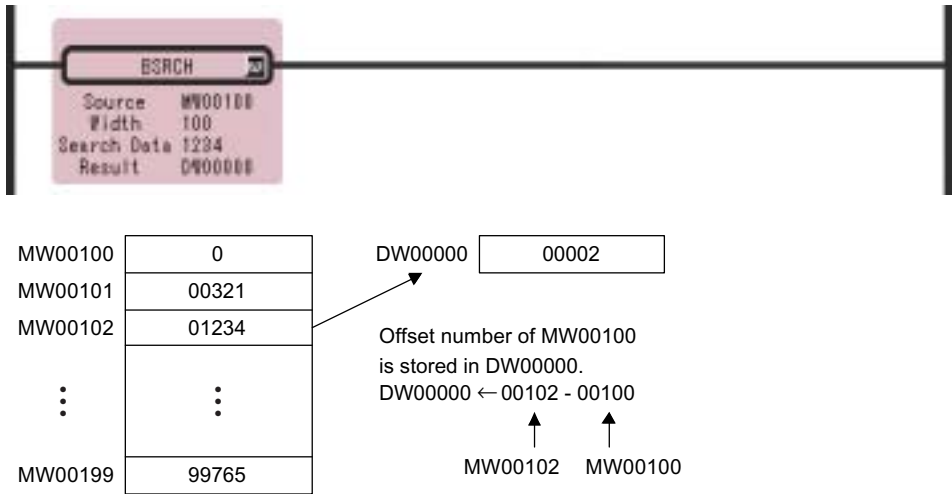 BSRCH 20
Source MW00100
Width 100
Search Data 1234
Result DW00000
MW00100 0
MW00101 00321
MW00102 01234
⋮ ⋮
MW00199 99765
DW00000 00002
Offset number of MW00100
is stored in DW00000.
DW00000 ← 00102 - 00100
MW00102 MW00100